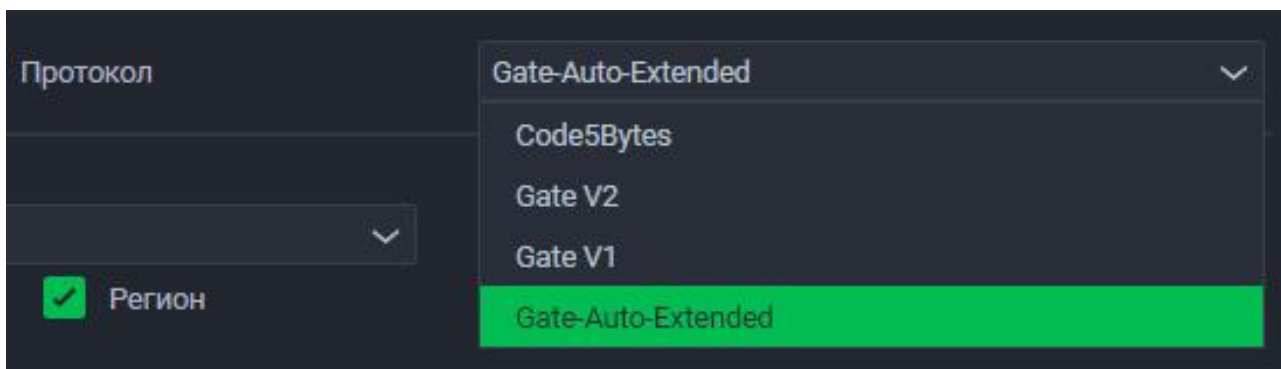 Протокол
Gate-Auto-Extended
Code5Bytes
Gate V2
Gate V1
Регион
Gate-Auto-Extended